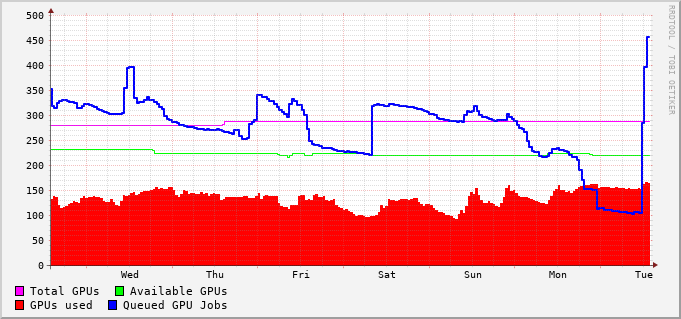 RRDTOOL / TOBI OETIKER
500
450
400
350
300
250
200
150
100
50
0
Wed Thu Fri Sat Sun Mon Tue
Total GPUs Available GPUs
GPUs used Queued GPU Jobs